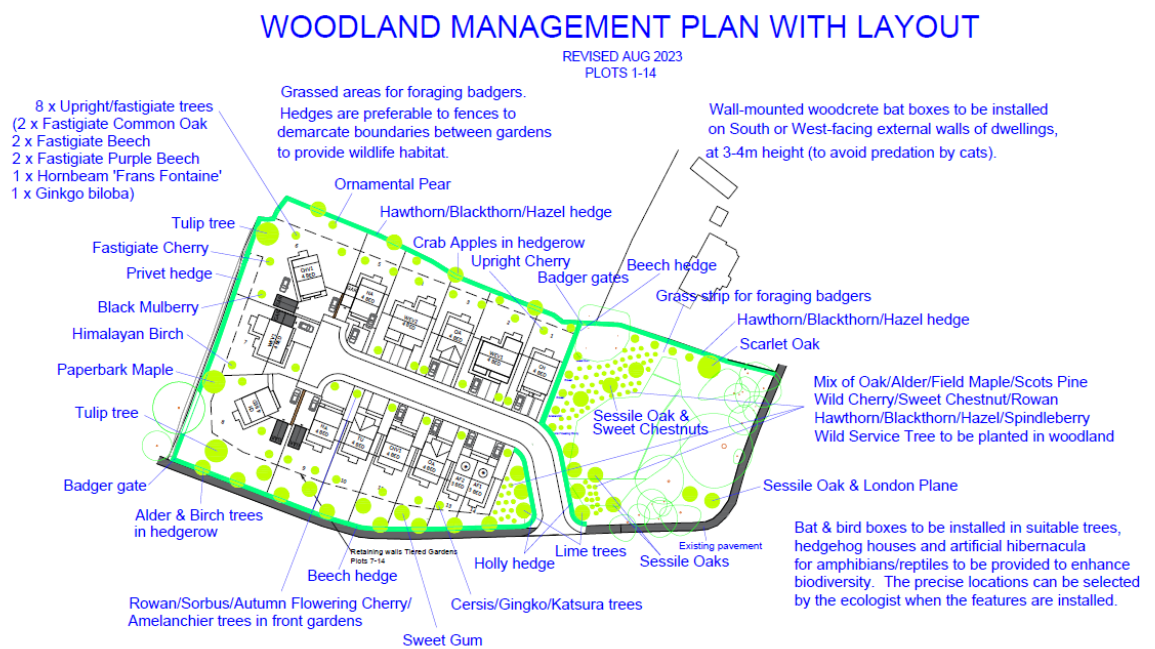 WOODLAND MANAGEMENT PLAN WITH LAYOUT
REVISED AUG 2023
PLOTS 1-14
8 x Upright/fastigiate trees
(2 x Fastigiate Common Oak
2 x Fastigiate Beech
2 x Fastigiate Purple Beech
1 x Hornbeam 'Frans Fontaine'
1 x Ginkgo biloba)
Grassed areas for foraging badgers.
Hedges are preferable to fences to
demarcate boundaries between gardens
to provide wildlife habitat.
Wall-mounted woodcrete bat boxes to be installed
on South or West-facing external walls of dwellings,
at 3-4m height (to avoid predation by cats).
Ornamental Pear
Hawthorn/Blackthorn/Hazel hedge
Tulip tree
Crab Apples in hedgerow
Fastigiate Cherry
Upright Cherry
Beech hedge
Privet hedge
Badger gates
Grass strip for foraging badgers
Black Mulberry
Hawthorn/Blackthorn/Hazel hedge
Himalayan Birch
Scarlet Oak
Paperbark Maple
Mix of Oak/Alder/Field Maple/Scots Pine
Wild Cherry/Sweet Chestnut/Rowan
Hawthorn/Blackthorn/Hazel/Spindleberry
Wild Service Tree to be planted in woodland
Tulip tree
Sessile Oak &
Sweet Chestnuts
Badger gate
Sessile Oak & London Plane
Alder & Birch trees
in hedgerow
Bat & bird boxes to be installed in suitable trees,
hedgehog houses and artificial hibernacula
for amphibians/reptiles to be provided to enhance
biodiversity. The precise locations can be selected
by the ecologist when the features are installed.
Retaining walls Tiered Gardens
Plots 7-14
Existing pavement
Lime trees
Holly hedge
Sessile Oaks
Beech hedge
Rowan/Sorbus/Autumn Flowering Cherry/
Amelanchier trees in front gardens
Cersis/Gingko/Katsura trees
Sweet Gum